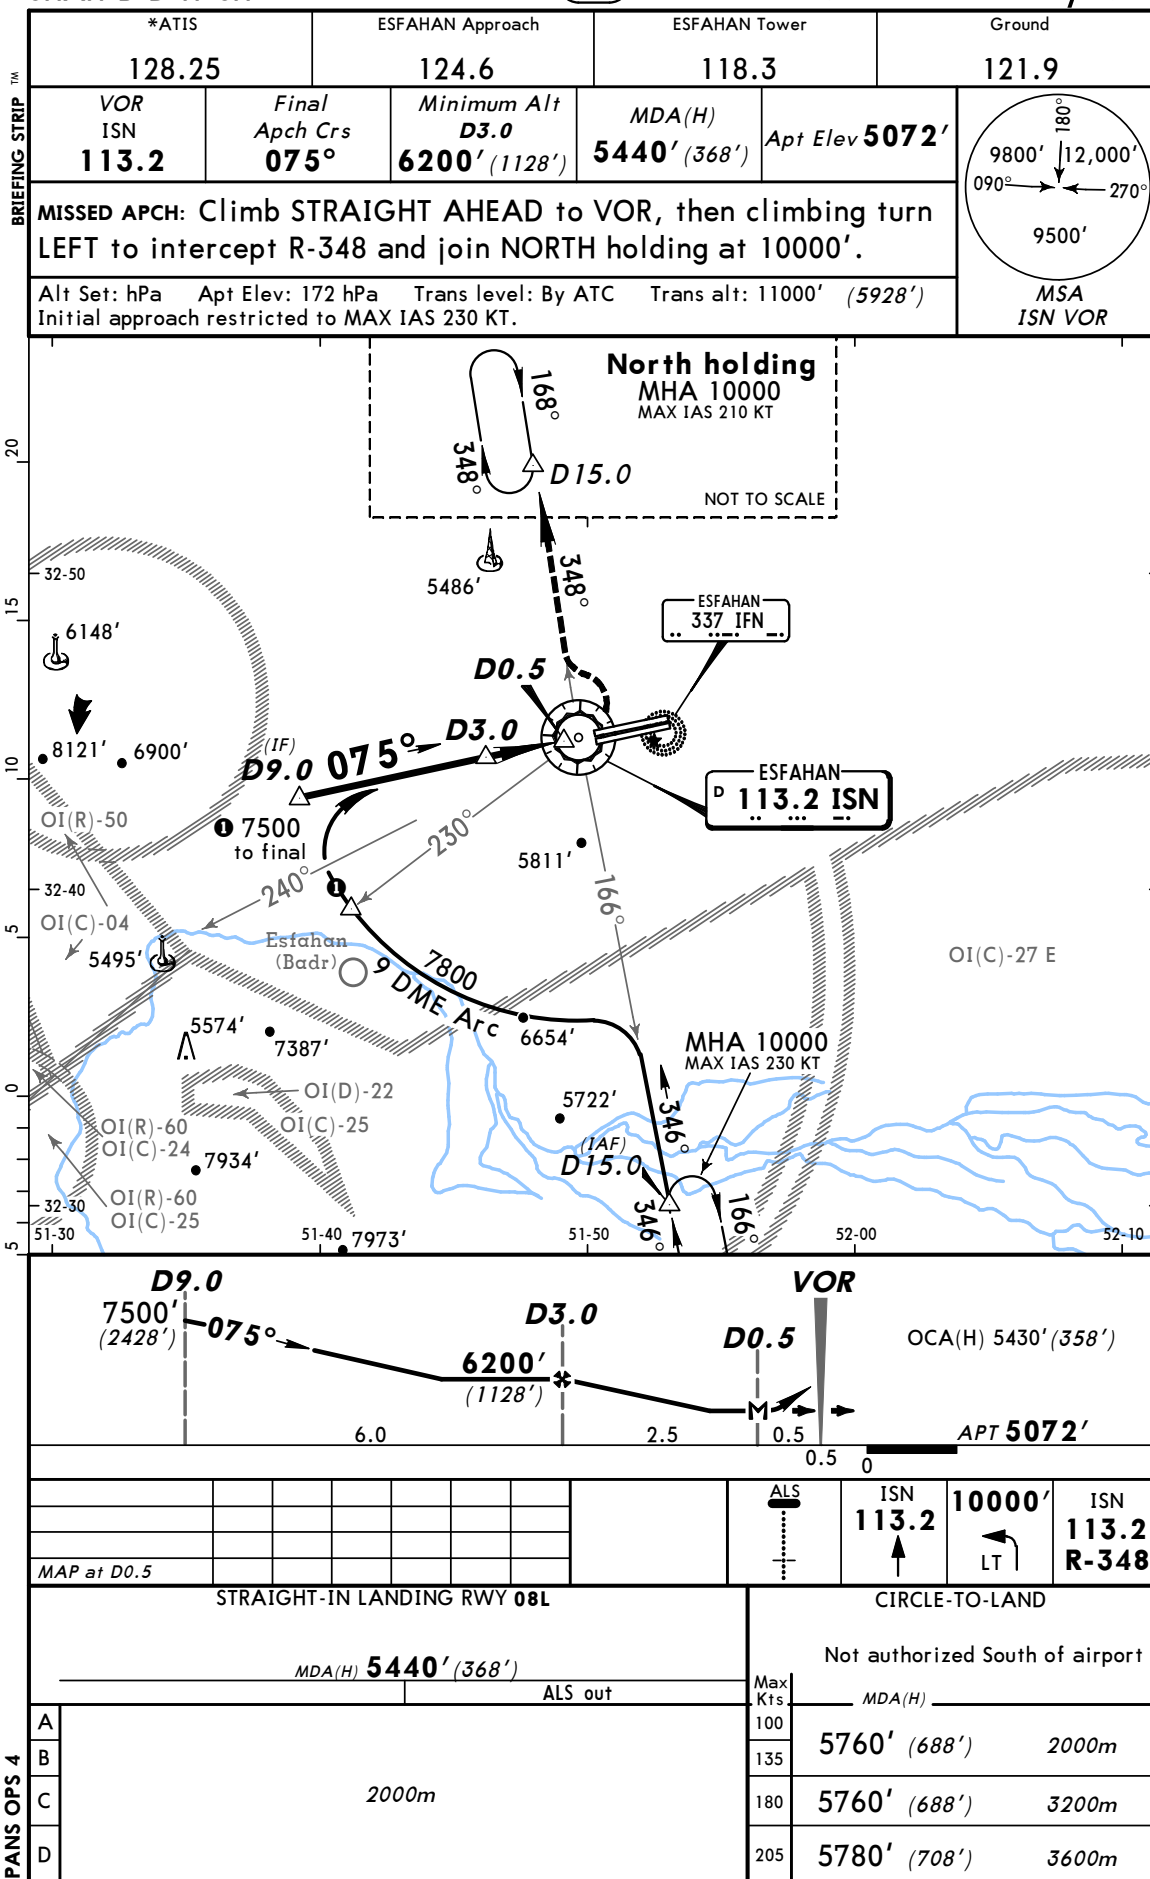 *ATIS
128.25
ESFAHAN Approach
124.6
ESFAHAN Tower
118.3
Ground
121.9
BRIEFING STRIP ™
VOR
ISN
113.2
Final
Apch Crs
075°
Minimum Alt
D3.0
6200' (1128')
MDA(H)
5440' (368')
Apt Elev 5072'
180°
9800' 12,000'
090° 270°
9500'
MSA
ISN VOR
MISSED APCH: Climb STRAIGHT AHEAD to VOR, then climbing turn
LEFT to intercept R-348 and join NORTH holding at 10000'.
Alt Set: hPa Apt Elev: 172 hPa Trans level: By ATC Trans alt: 11000' (5928')
Initial approach restricted to MAX IAS 230 KT.
North holding
MHA 10000
MAX IAS 210 KT
168°
348°
D15.0
NOT TO SCALE
20
15
10
5
0
5
32-50
5486'
348°
ESFAHAN
337 IFN
6148'
D0.5
D3.0
8121'
6900'
(IF)
D9.0
075°
ESFAHAN
D 113.2 ISN
OI(R)-50
1 7500
to final
230°
5811'
32-40
240°
1
166°
OI(C)-04
5495'
Esfahan
(Badr)
7800
9 DME Arc
OI(C)-27 E
5574'
7387'
6654'
MHA 10000
MAX IAS 230 KT
OI(D)-22
OI(C)-25
5722'
346°
OI(R)-60
OI(C)-24
(IAF)
D15.0
7934'
OI(R)-60
OI(C)-25
32-30
346°
166°
51-30
51-40
7973'
51-50
52-00
52-10
D9.0
7500'
(2428')
075°
D3.0
6200'
(1128')
D0.5
VOR
OCA(H) 5430' (358')
M
6.0
2.5
0.5
APT 5072'
0.5
0
MAP at D0.5
ALS
ISN
113.2
10000'
LT
ISN
113.2
R-348
STRAIGHT-IN LANDING RWY 08L
MDA(H) 5440' (368')
ALS out
CIRCLE-TO-LAND
Not authorized South of airport
Max
Kts
MDA(H)
PANS OPS 4
A
B
C
D
2000m
100
135
5760' (688') 2000m
180
5760' (688') 3200m
205
5780' (708') 3600m